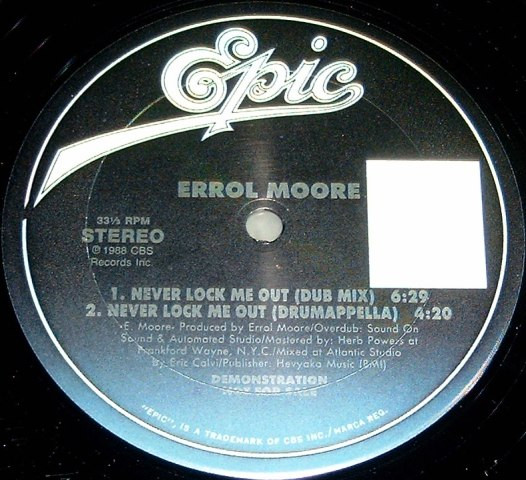 Epic
ERROL MOORE
33⅓ RPM
STEREO
℗ 1988 CBS
Records Inc.
1. NEVER LOCK ME OUT (DUB MIX) 6:29
2. NEVER LOCK ME OUT (DRUMAPPELLA) 4:20
-E. Moore- Produced by Errol Moore/Overdub: Sound On
Sound & Automated Studio/Mastered by: Herb Powers at
Frankford Wayne, N.Y.C./Mixed at Atlantic Studio
by: Eric Calvi/Publisher: Hevyaka Music (BMI)
DEMONSTRATION
NOT FOR SALE
"EPIC", IS A TRADEMARK OF CBS INC./MARCA REG.